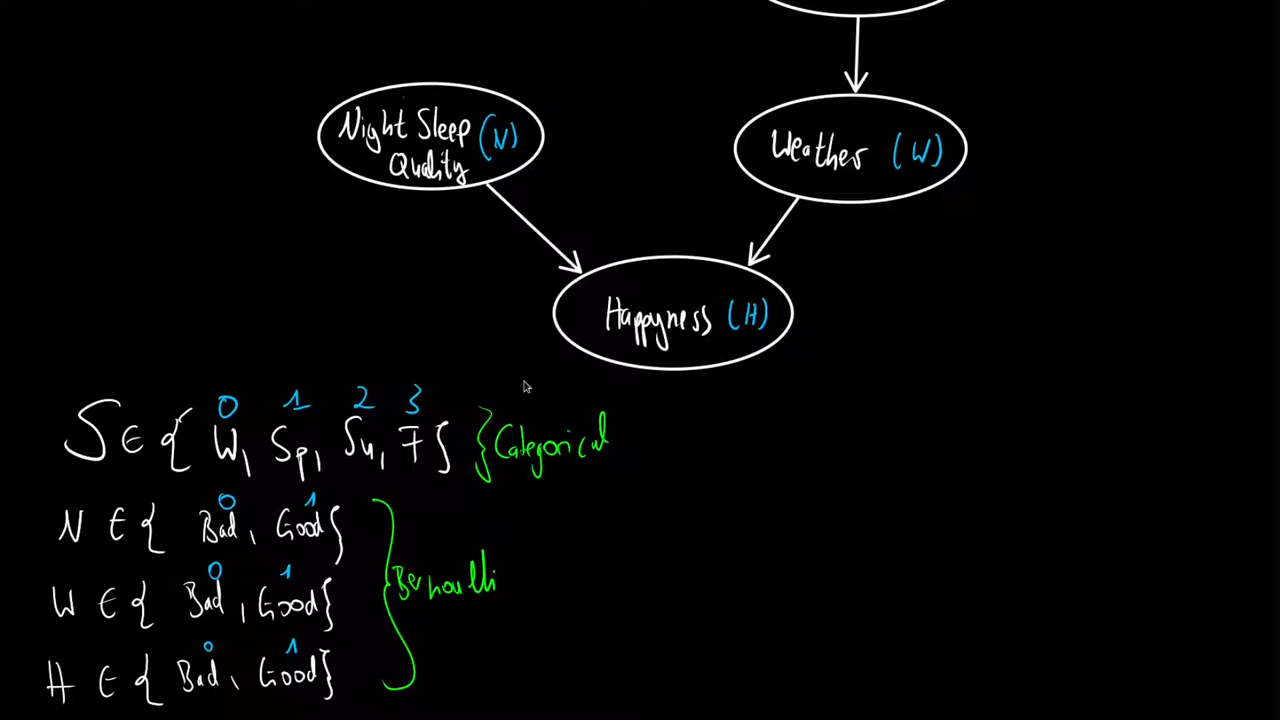 Night Sleep (N)
Quality
Weather (W)
Happyness (H)
0 1 2 3
S ∈ { W, Sp, Su, F } } Categorical
0 1
N ∈ { Bad, Good }
0 1
W ∈ { Bad, Good } } Bernoulli
0 1
H ∈ { Bad, Good }